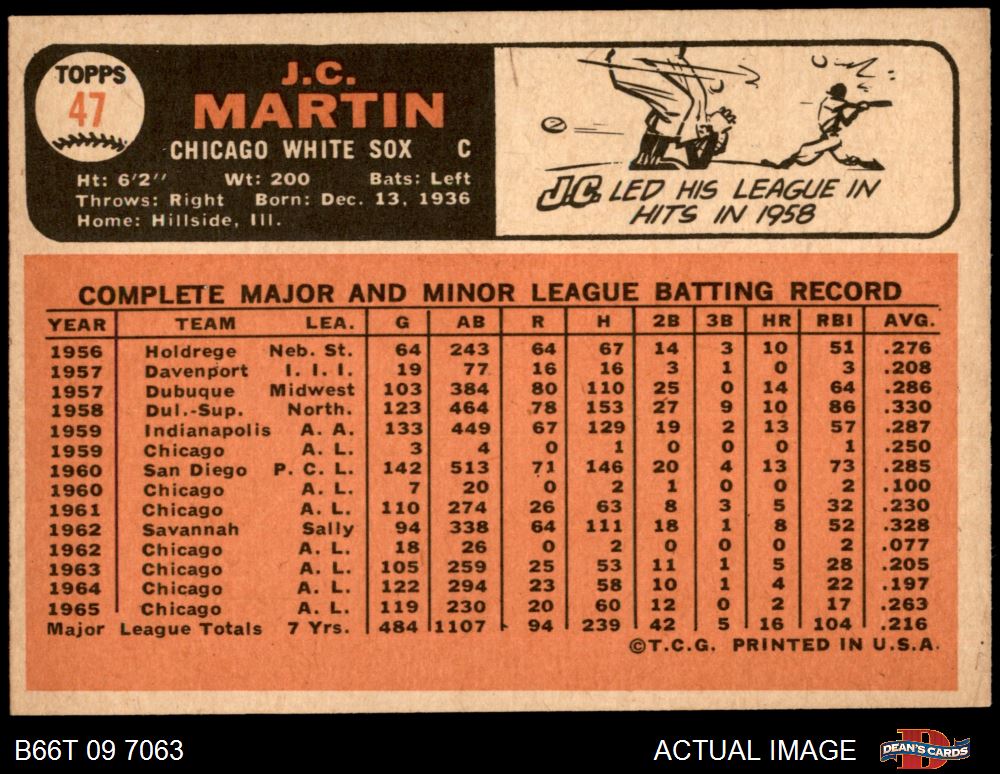 TOPPS
47
J.C.
MARTIN
CHICAGO WHITE SOX C
Ht: 6'2" Wt: 200 Bats: Left
Throws: Right Born: Dec. 13, 1936
Home: Hillside, Ill.
J.C. LED HIS LEAGUE IN
HITS IN 1958
COMPLETE MAJOR AND MINOR LEAGUE BATTING RECORD
YEAR TEAM LEA. G AB R H 2B 3B HR RBI AVG.
1956 Holdrege Neb. St. 64 243 64 67 14 3 10 51 .276
1957 Davenport I. I. I. 19 77 16 16 3 1 0 3 .208
1957 Dubuque Midwest 103 384 80 110 25 0 14 64 .286
1958 Dul.-Sup. North. 123 464 78 153 27 9 10 86 .330
1959 Indianapolis A. A. 133 449 67 129 19 2 13 57 .287
1959 Chicago A. L. 3 4 0 1 0 0 0 1 .250
1960 San Diego P. C. L. 142 513 71 146 20 4 13 73 .285
1960 Chicago A. L. 7 20 0 2 1 0 0 2 .100
1961 Chicago A. L. 110 274 26 63 8 3 5 32 .230
1962 Savannah Sally 94 338 64 111 18 1 8 52 .328
1962 Chicago A. L. 18 26 0 2 0 0 0 2 .077
1963 Chicago A. L. 105 259 25 53 11 1 5 28 .205
1964 Chicago A. L. 122 294 23 58 10 1 4 22 .197
1965 Chicago A. L. 119 230 20 60 12 0 2 17 .263
Major League Totals 7 Yrs. 484 1107 94 239 42 5 16 104 .216
©T.C.G. PRINTED IN U.S.A.
B66T 09 7063
ACTUAL IMAGE
DEAN'S CARDS